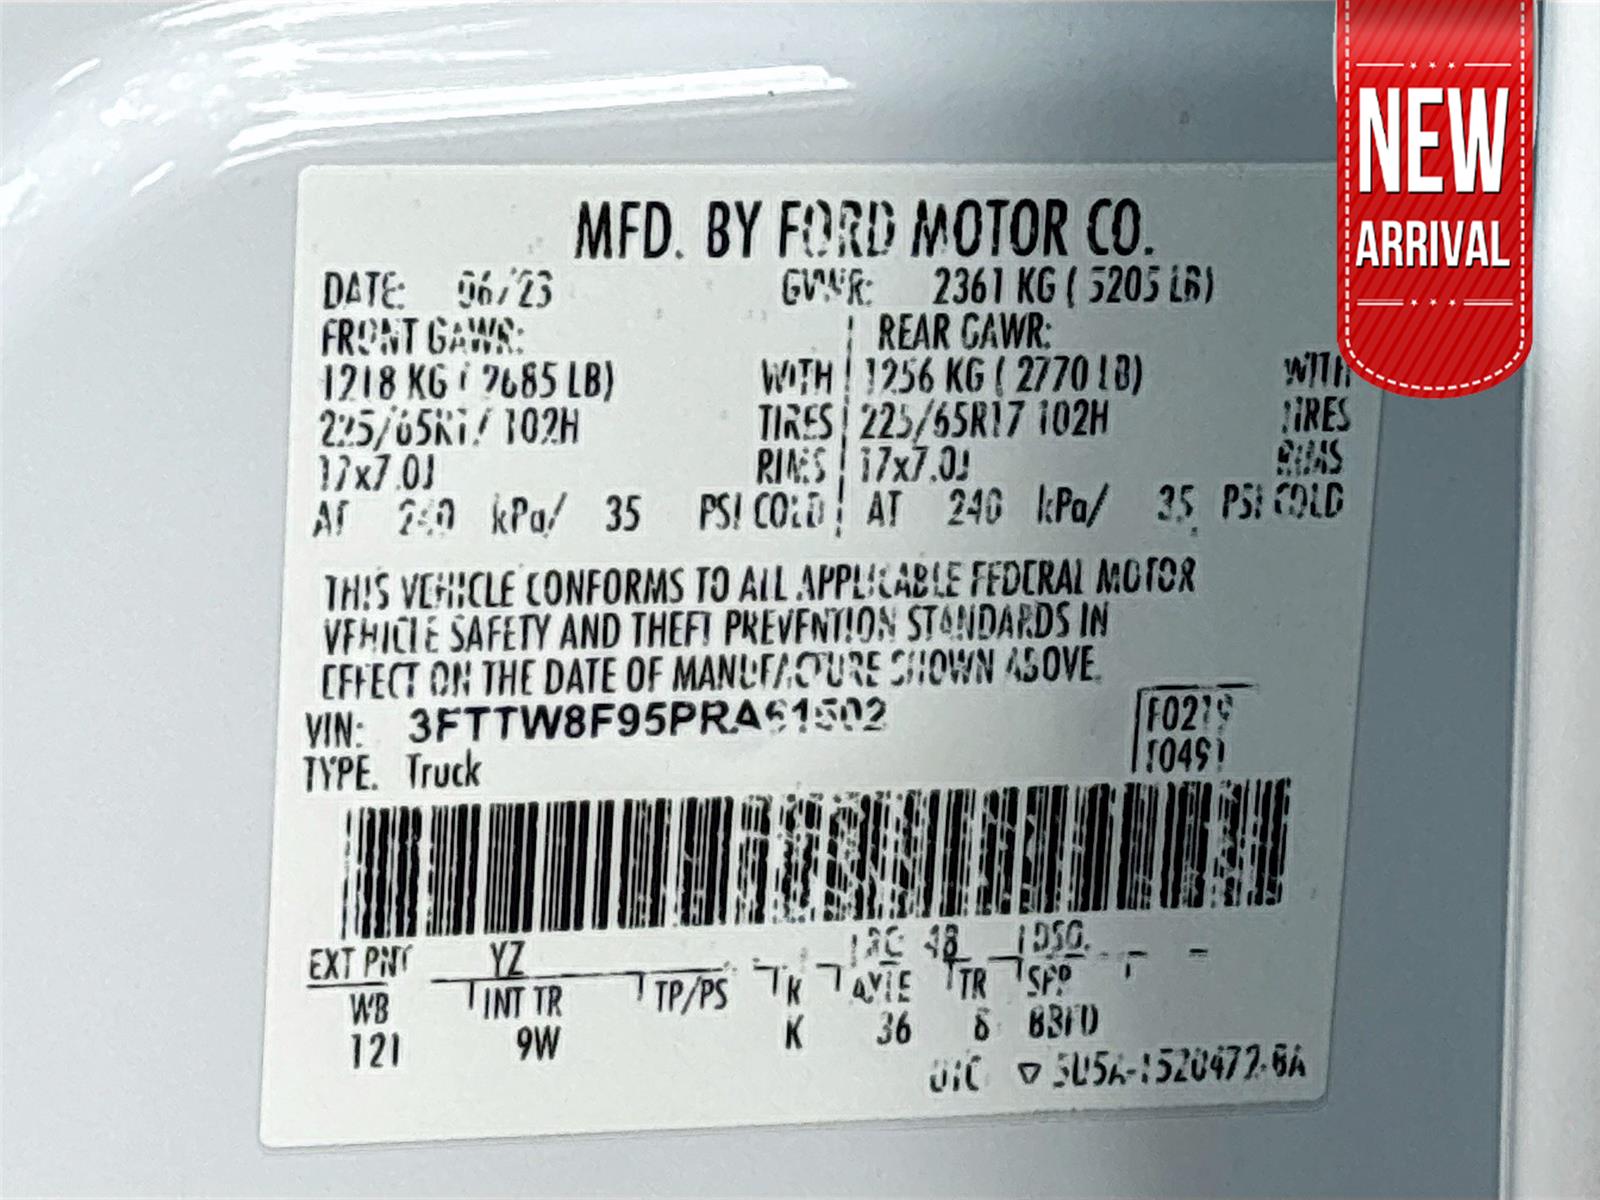 NEW
ARRIVAL
MFD. BY FORD MOTOR CO.
DATE: 06/23 GVWR: 2361 KG ( 5205 LB)
FRONT GAWR: REAR GAWR:
1218 KG ( 2685 LB) WITH 1256 KG ( 2770 LB) WITH
225/65R17 102H TIRES 225/65R17 102H TIRES
17x7.0J RIMS 17x7.0J RIMS
AT 240 kPa/ 35 PSI COLD AT 240 kPa/ 35 PSI COLD
THIS VEHICLE CONFORMS TO ALL APPLICABLE FEDERAL MOTOR
VEHICLE SAFETY AND THEFT PREVENTION STANDARDS IN
EFFECT ON THE DATE OF MANUFACTURE SHOWN ABOVE.
VIN: F0219
TYPE: Truck T0491
EXT PNT YZ RC: 48 DSO:
WB INT TR TP/PS R AXLE TR SPR
121 9W K 36 8
UTC